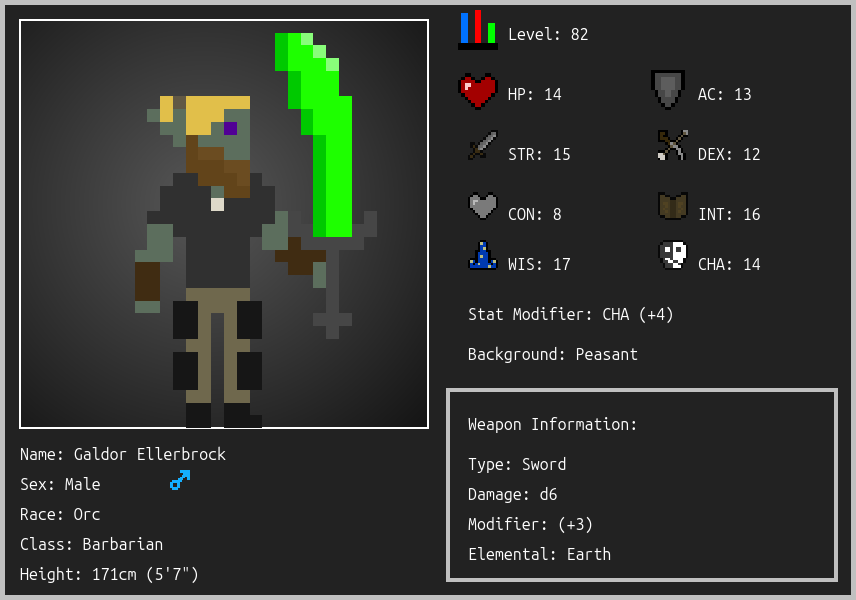 Level: 82
HP: 14
AC: 13
STR: 15
DEX: 12
CON: 8
INT: 16
WIS: 17
CHA: 14
Stat Modifier: CHA (+4)
Background: Peasant
Weapon Information:
Type: Sword
Damage: d6
Modifier: (+3)
Elemental: Earth
Name: Galdor Ellerbrock
Sex: Male
Race: Orc
Class: Barbarian
Height: 171cm (5'7")